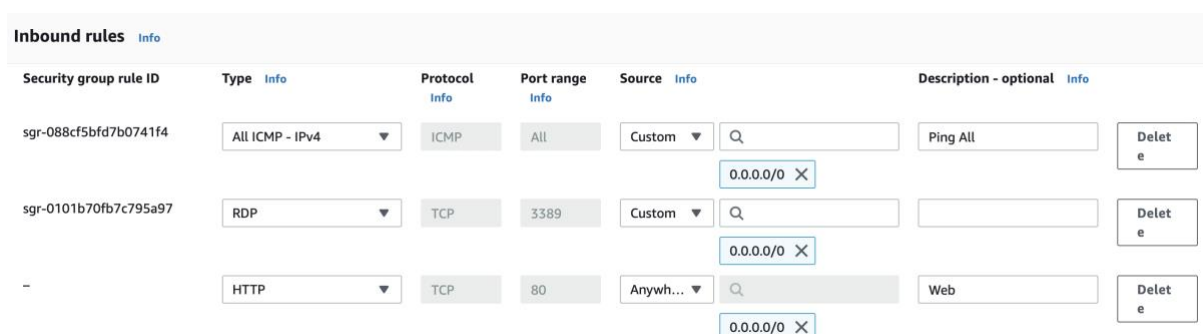 Inbound rules Info
Security group rule ID Type Info Protocol Info Port range Info Source Info Description - optional Info
sgr-088cf5bfd7b0741f4 All ICMP - IPv4 ICMP All Custom Ping All Delet
e
0.0.0.0/0
sgr-0101b70fb7c795a97 RDP TCP 3389 Custom Delet
e
0.0.0.0/0
– HTTP TCP 80 Anywh... Web Delet
e
0.0.0.0/0